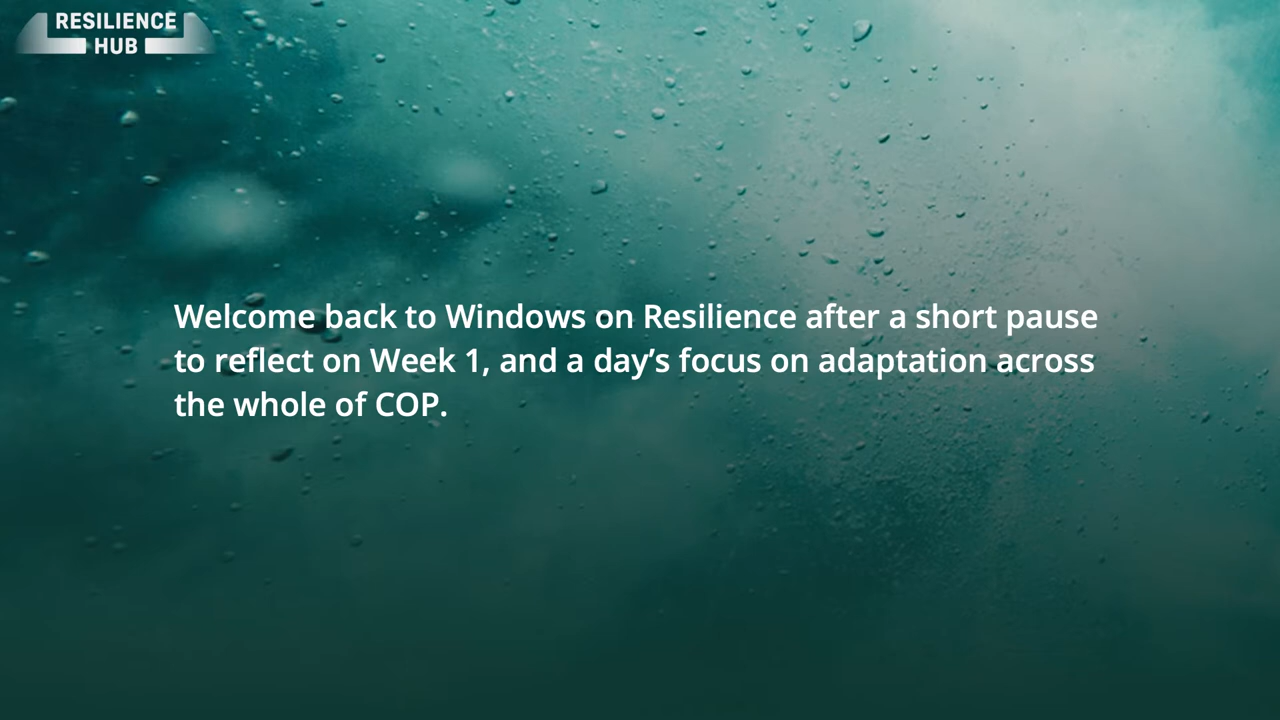 RESILIENCE
HUB
Welcome back to Windows on Resilience after a short pause
to reflect on Week 1, and a day’s focus on adaptation across
the whole of COP.